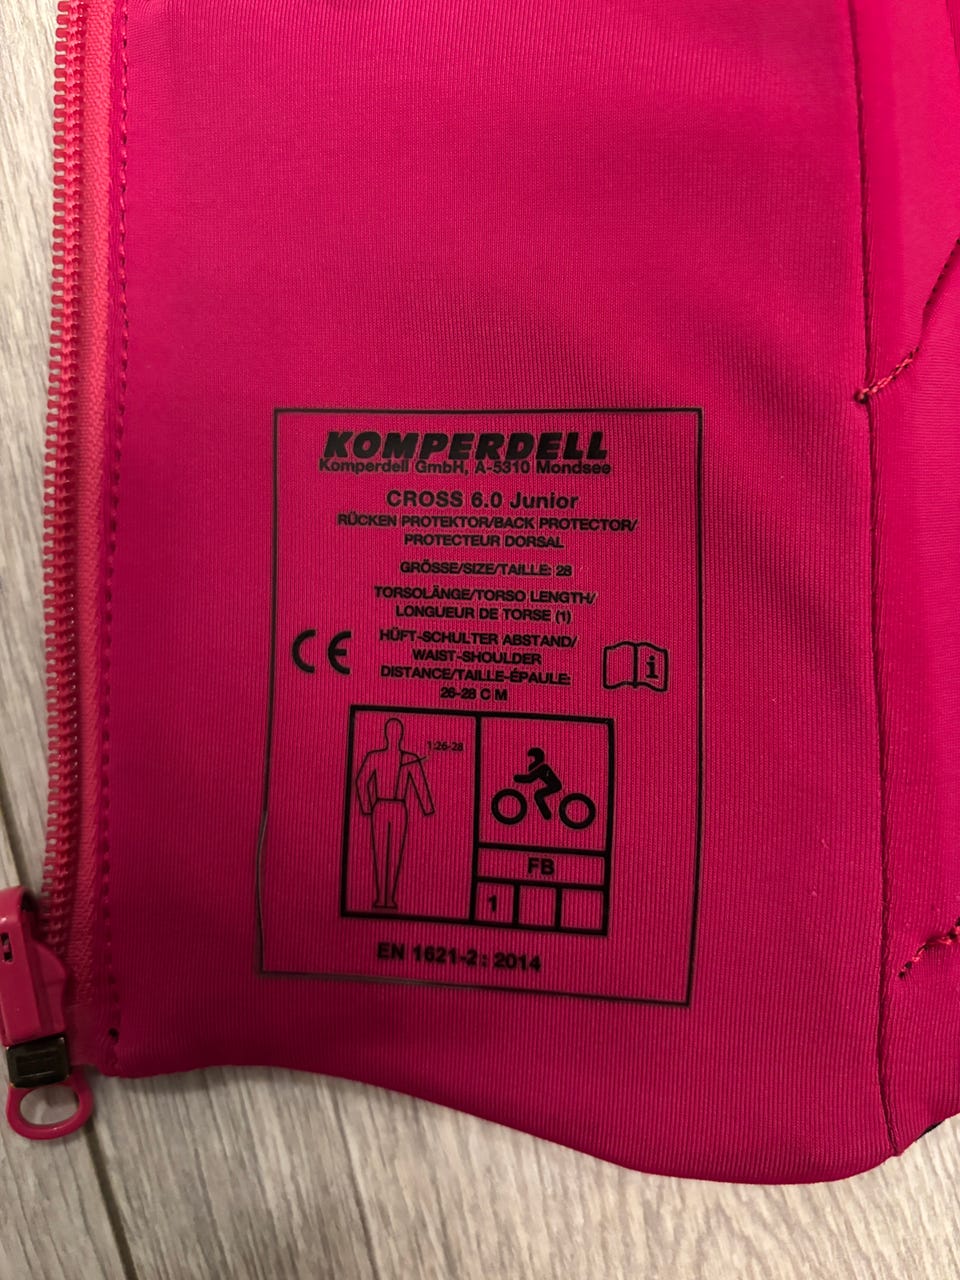 KOMPERDELL
Komperdell GmbH, A-5310 Mondsee
CROSS 6.0 Junior
RÜCKEN PROTEKTOR/BACK PROTECTOR/
PROTECTEUR DORSAL
GRÖSSE/SIZE/TAILLE: 28
TORSOLÄNGE/TORSO LENGTH/
LONGUEUR DE TORSE (1)
HÜFT-SCHULTER ABSTAND/
WAIST-SHOULDER
DISTANCE/TAILLE-ÉPAULE:
26-28 CM
CE
i
1:26-28
FB
1
EN 1621-2: 2014